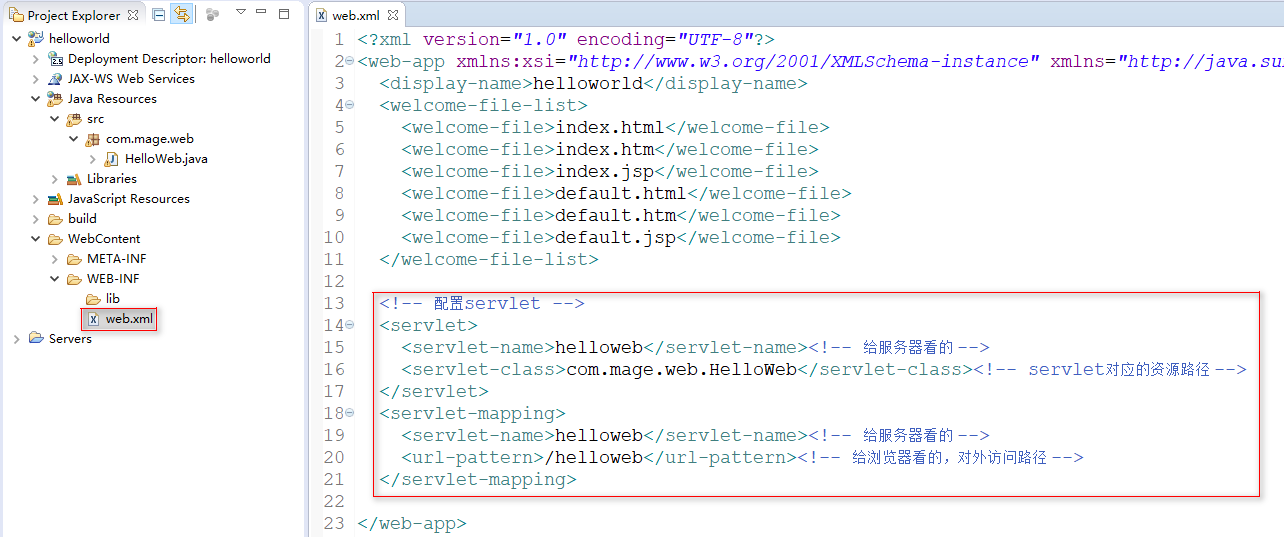 Project Explorer
helloworld
Deployment Descriptor: helloworld
JAX-WS Web Services
Java Resources
src
com.mage.web
HelloWeb.java
Libraries
JavaScript Resources
build
WebContent
META-INF
WEB-INF
lib
web.xml
Servers
web.xml
1 <?xml version="1.0" encoding="UTF-8"?>
2 <web-app xmlns:xsi="http://www.w3.org/2001/XMLSchema-instance" xmlns="http://java.su
3 <display-name>helloworld</display-name>
4 <welcome-file-list>
5 <welcome-file>index.html</welcome-file>
6 <welcome-file>index.htm</welcome-file>
7 <welcome-file>index.jsp</welcome-file>
8 <welcome-file>default.html</welcome-file>
9 <welcome-file>default.htm</welcome-file>
10 <welcome-file>default.jsp</welcome-file>
11 </welcome-file-list>
12
13 <!-- 配置servlet -->
14 <servlet>
15 <servlet-name>helloweb</servlet-name><!-- 给服务器看的 -->
16 <servlet-class>com.mage.web.HelloWeb</servlet-class><!-- servlet对应的资源路径 -->
17 </servlet>
18 <servlet-mapping>
19 <servlet-name>helloweb</servlet-name><!-- 给服务器看的 -->
20 <url-pattern>/helloweb</url-pattern><!-- 给浏览器看的，对外访问路径 -->
21 </servlet-mapping>
22
23 </web-app>